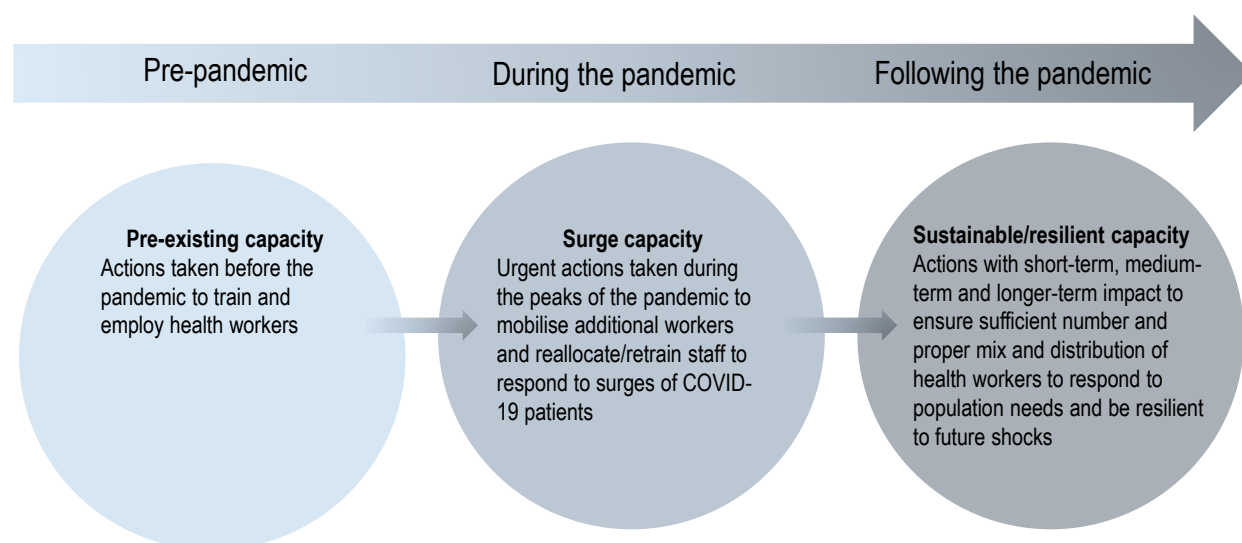 Pre-pandemic
During the pandemic
Following the pandemic
Pre-existing capacity
Actions taken before the
pandemic to train and
employ health workers
Surge capacity
Urgent actions taken during
the peaks of the pandemic to
mobilise additional workers
and reallocate/retrain staff to
respond to surges of COVID-
19 patients
Sustainable/resilient capacity
Actions with short-term, medium-
term and longer-term impact to
ensure sufficient number and
proper mix and distribution of
health workers to respond to
population needs and be resilient
to future shocks